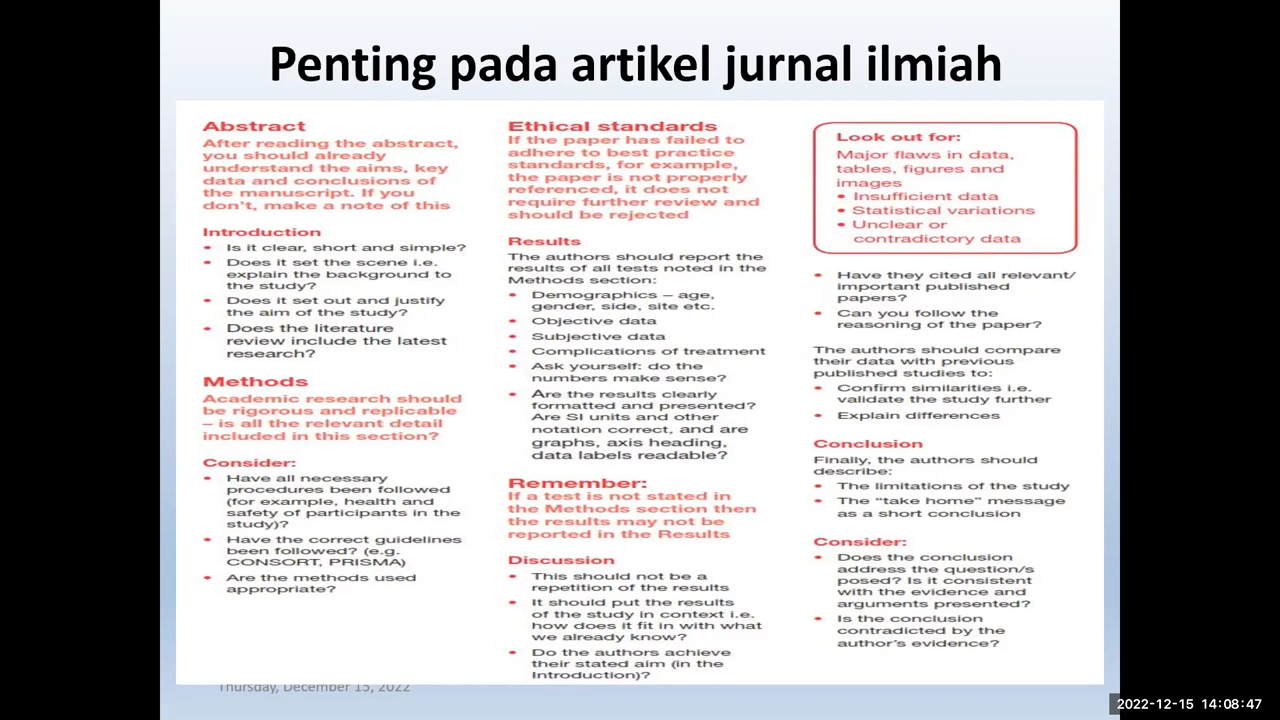 Penting pada artikel jurnal ilmiah
Abstract
After reading the abstract,
you should already
understand the aims, key
data and conclusions of
the manuscript. If you
don't, make a note of this
Introduction
• Is it clear, short and simple?
• Does it set the scene i.e.
explain the background to
the study?
• Does it set out and justify
the aim of the study?
• Does the literature
review include the latest
research?
Methods
Academic research should
be rigorous and replicable
– is all the relevant detail
included in this section?
Consider:
• Have all necessary
procedures been followed
(for example, health and
safety of participants in the
study)?
• Have the correct guidelines
been followed? (e.g.
CONSORT, PRISMA)
• Are the methods used
appropriate?
Ethical standards
If the paper has failed to
adhere to best practice
standards, for example,
the paper is not properly
referenced, it does not
require further review and
should be rejected
Results
The authors should report the
results of all tests noted in the
Methods section:
• Demographics – age,
gender, side, site etc.
• Objective data
• Subjective data
• Complications of treatment
• Ask yourself: do the
numbers make sense?
• Are the results clearly
formatted and presented?
Are SI units and other
notation correct, and are
graphs, axis heading,
data labels readable?
Remember:
If a test is not stated in
the Methods section then
the results may not be
reported in the Results
Discussion
• This should not be a
repetition of the results
• It should put the results
of the study in context i.e.
how does it fit in with what
we already know?
• Do the authors achieve
their stated aim (in the
Introduction)?
Look out for:
Major flaws in data,
tables, figures and
images
• Insufficient data
• Statistical variations
• Unclear or
contradictory data
• Have they cited all relevant/
important published
papers?
• Can you follow the
reasoning of the paper?
The authors should compare
their data with previous
published studies to:
• Confirm similarities i.e.
validate the study further
• Explain differences
Conclusion
Finally, the authors should
describe:
• The limitations of the study
• The "take home" message
as a short conclusion
Consider:
• Does the conclusion
address the question/s
posed? Is it consistent
with the evidence and
arguments presented?
• Is the conclusion
contradicted by the
author's evidence?
Thursday, December 15, 2022
2022-12-15 14:08:47